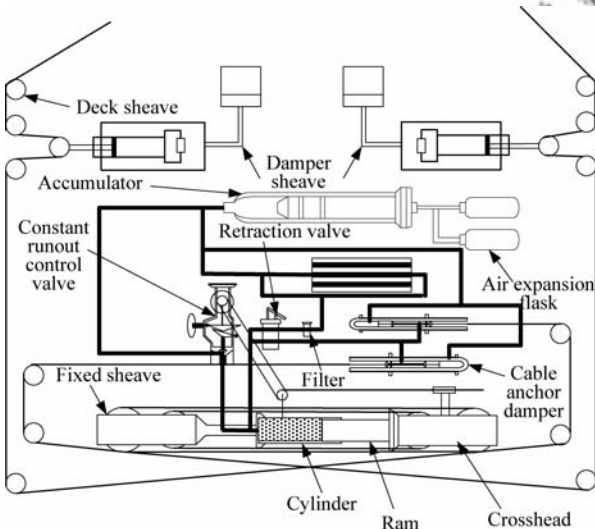 Deck sheave
Damper
sheave
Accumulator
Constant
runout
control
valve
Retraction valve
Air expansion
flask
Filter
Fixed sheave
Cable
anchor
damper
Cylinder
Ram
Crosshead